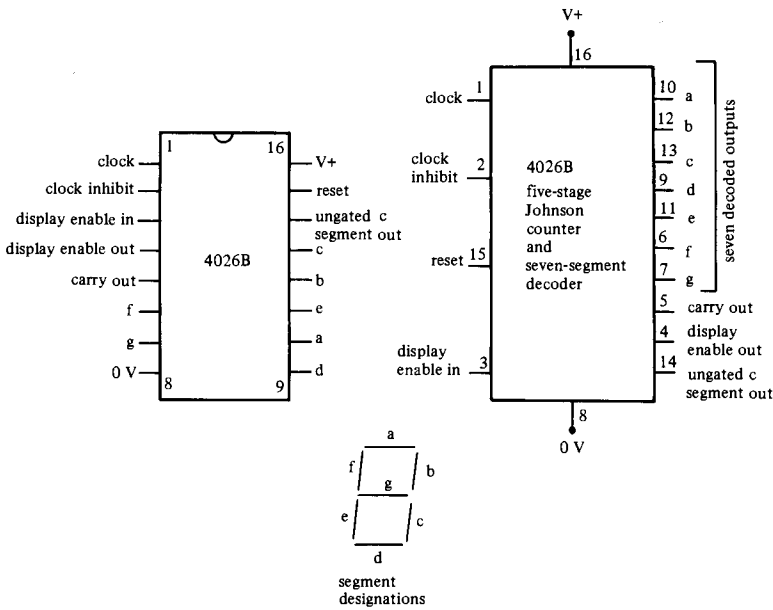 1 16
clock V+
clock inhibit reset
display enable in ungated c
segment out
display enable out c
4026B
carry out b
f e
g a
0 V d
8 9
V+
16
clock 1
clock
inhibit 2
reset 15
display
enable in 3
4026B
five-stage
Johnson
counter
and
seven-segment
decoder
10 a
12 b
13 c
9 d
11 e
6 f
7 g
seven decoded outputs
5 carry out
4 display
enable out
14 ungated c
segment out
8
0 V
a
f b
g
e c
d
segment
designations